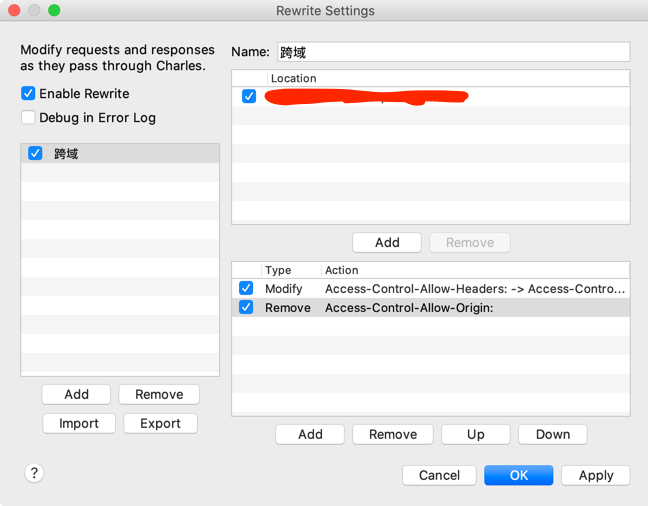 Rewrite Settings
Modify requests and responses
as they pass through Charles.
Enable Rewrite
Debug in Error Log
跨域
Add
Remove
Import
Export
Name:
跨域
Location
Add
Remove
Type
Action
Modify
Access-Control-Allow-Headers: -> Access-Contro...
Remove
Access-Control-Allow-Origin:
Add
Remove
Up
Down
?
Cancel
OK
Apply